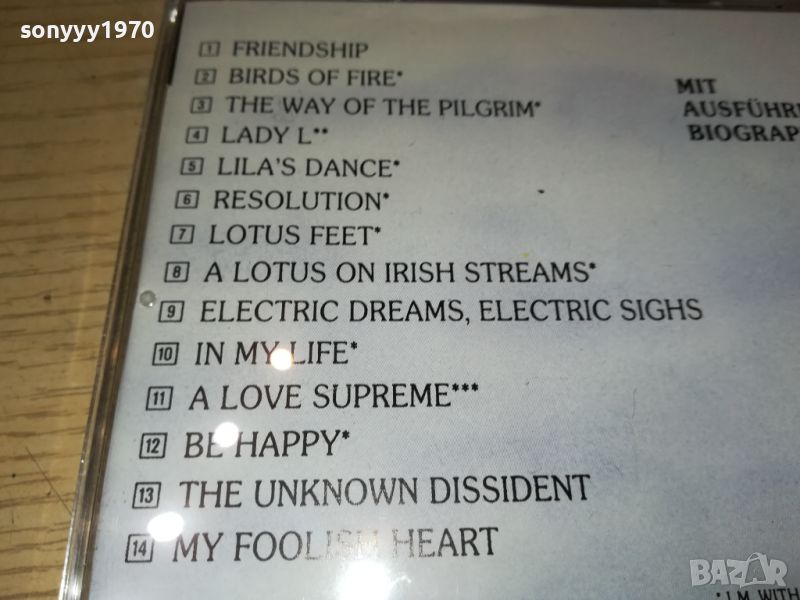 sonyyy1970
1 FRIENDSHIP
2 BIRDS OF FIRE*
3 THE WAY OF THE PILGRIM*
4 LADY L**
5 LILA'S DANCE*
6 RESOLUTION*
7 LOTUS FEET*
8 A LOTUS ON IRISH STREAMS*
9 ELECTRIC DREAMS, ELECTRIC SIGHS
10 IN MY LIFE*
11 A LOVE SUPREME***
12 BE HAPPY*
13 THE UNKNOWN DISSIDENT
14 MY FOOLISH HEART
MIT
AUSFÜHR
BIOGRAP
BAZAR
* J.M. WITH